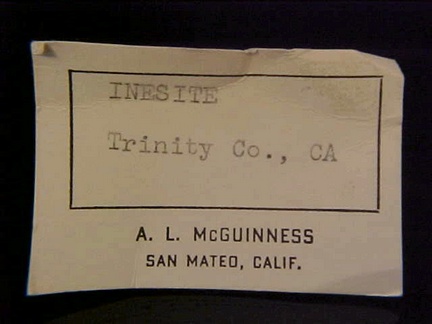 INESITE
Trinity Co., CA
A. L. McGUINNESS
SAN MATEO, CALIF.